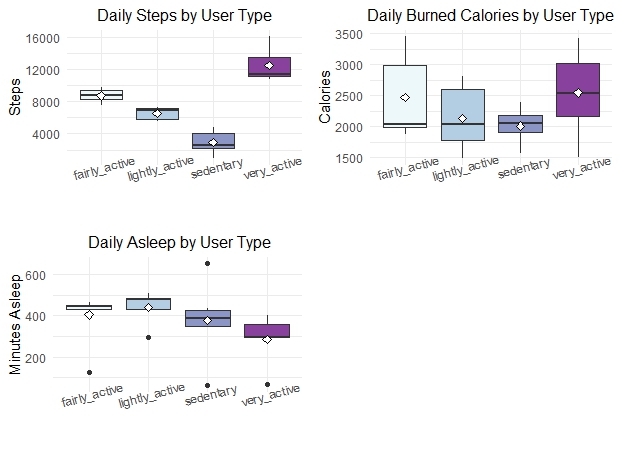 Daily Steps by User Type
Steps
16000
12000
8000
4000
fairly_active
lightly_active
sedentary
very_active
Daily Burned Calories by User Type
Calories
3500
3000
2500
2000
1500
fairly_active
lightly_active
sedentary
very_active
Daily Asleep by User Type
Minutes Asleep
600
400
200
fairly_active
lightly_active
sedentary
very_active